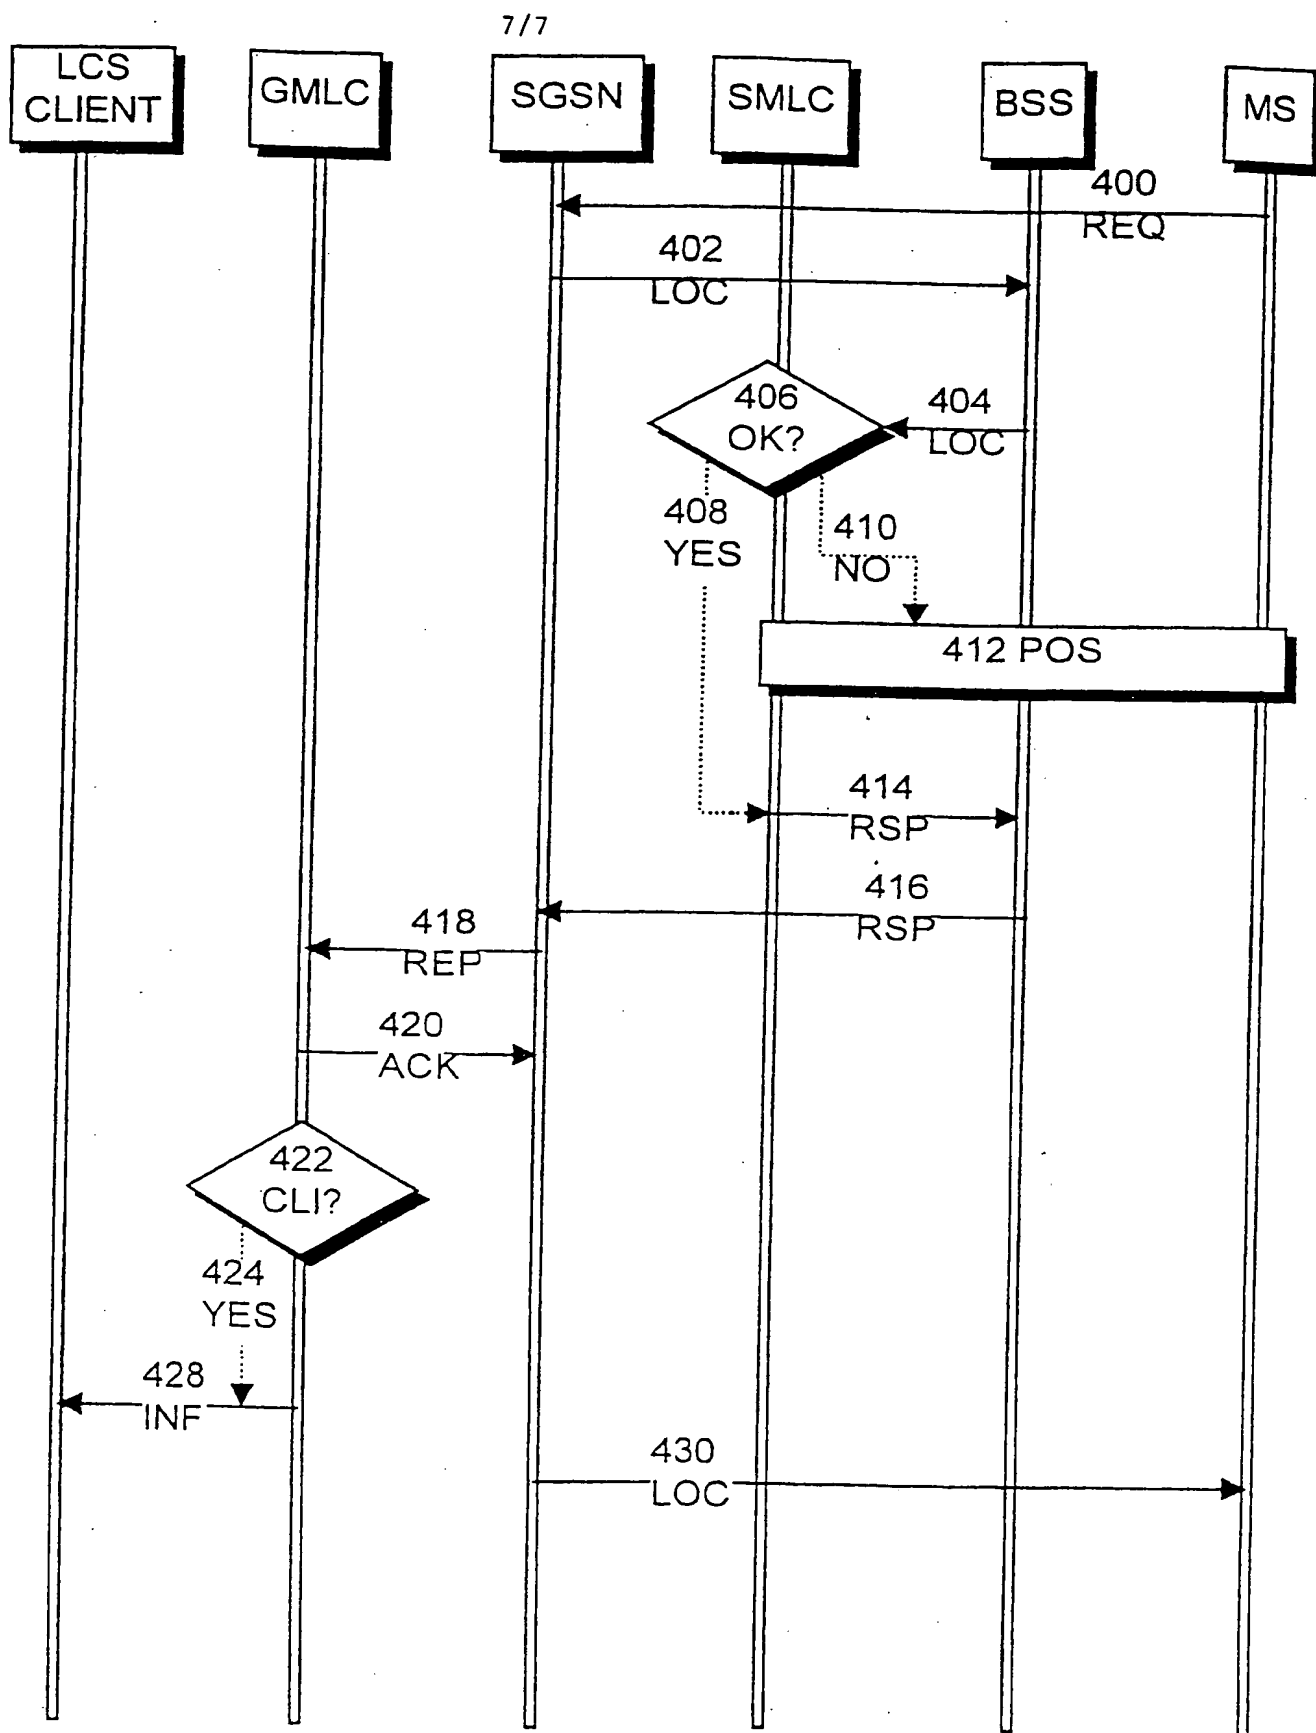 7/7
LCS
CLIENT
GMLC
SGSN
SMLC
BSS
MS
400
REQ
402
LOC
406
OK?
404
LOC
408
YES
410
NO
412 POS
414
RSP
416
RSP
418
REP
420
ACK
422
CLI?
424
YES
428
INF
430
LOC